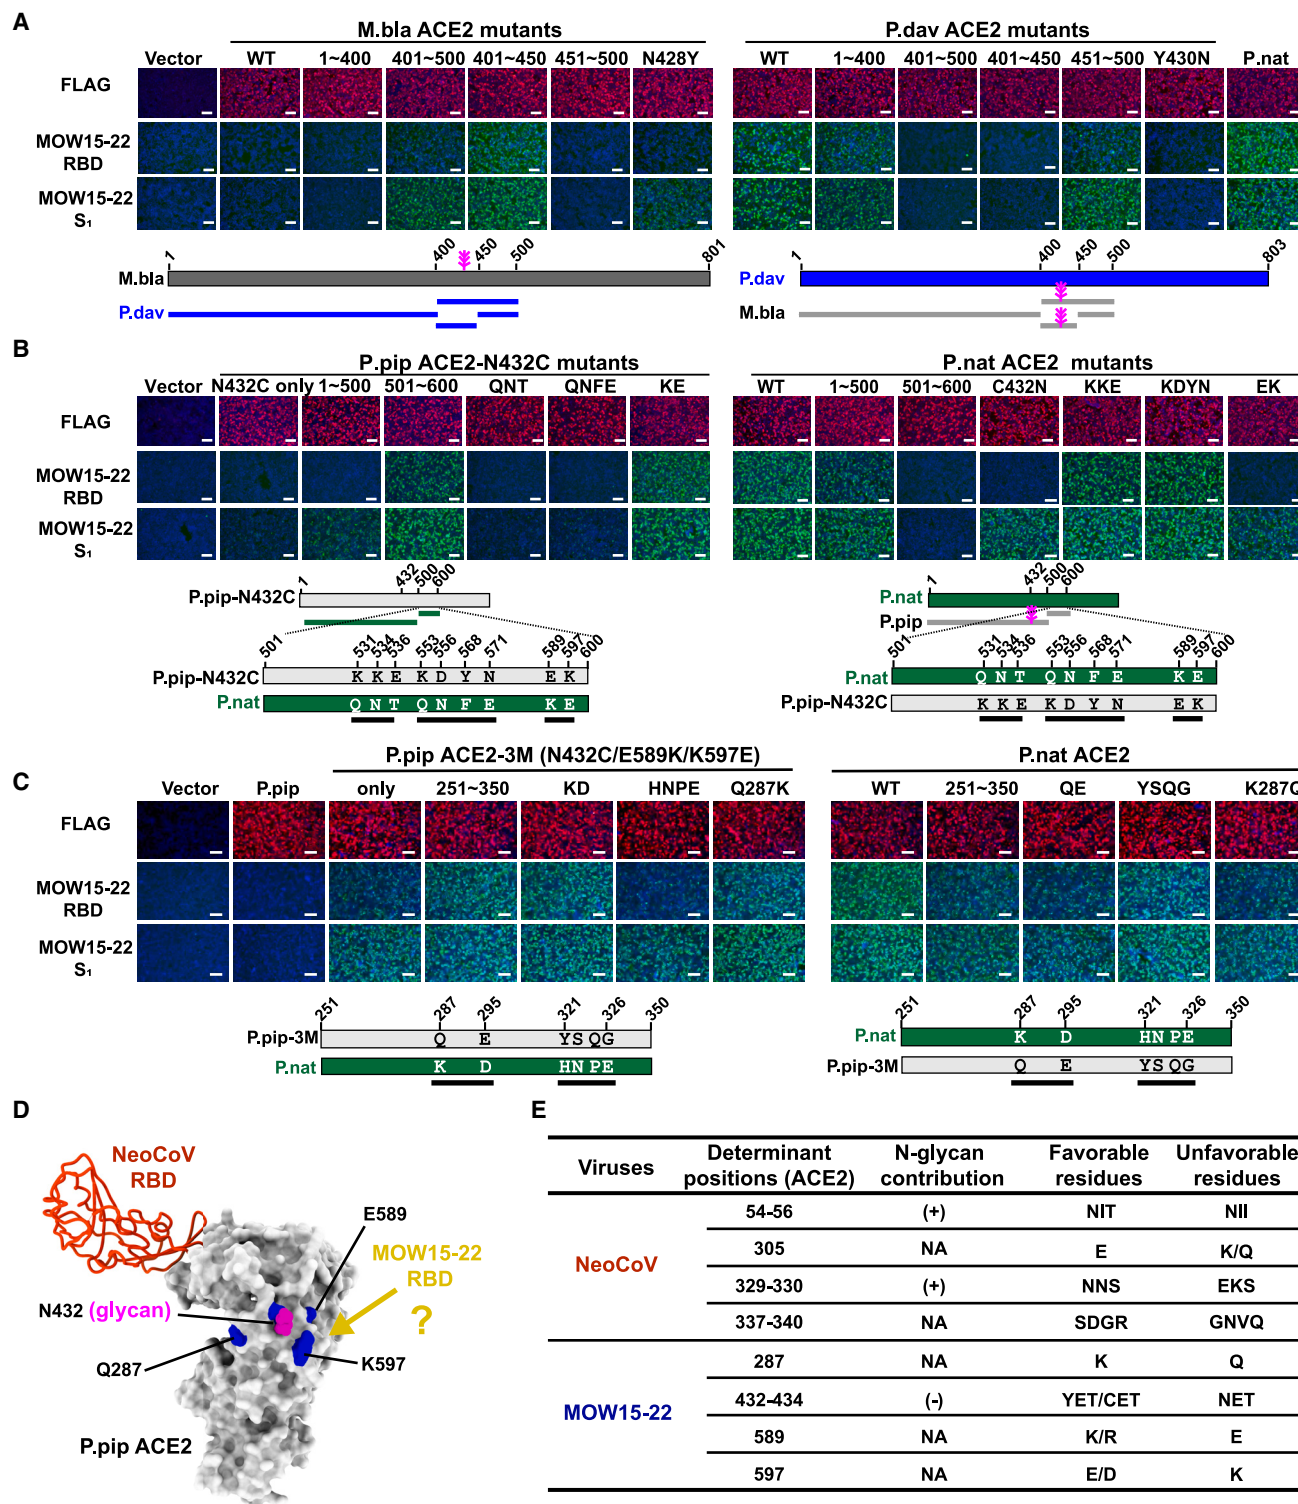 A
M.bla ACE2 mutants
P.dav ACE2 mutants
Vector WT 1~400 401~500 401~450 451~500 N428Y
WT 1~400 401~500 401~450 451~500 Y430N P.nat
FLAG
MOW15-22
RBD
MOW15-22
S1
1 400 450 500 801
M.bla
P.dav
1 400 450 500 803
P.dav
M.bla
B
P.pip ACE2-N432C mutants
P.nat ACE2 mutants
Vector N432C only 1~500 501~600 QNT QNFE KE
WT 1~500 501~600 C432N KKE KDYN EK
FLAG
MOW15-22
RBD
MOW15-22
S1
1 432 500 600
P.pip-N432C
501 531 534 536 553 556 568 571 589 597 600
P.pip-N432C K K E K D Y N E K
P.nat Q N T Q N F E K E
1 432 500 600
P.nat
P.pip
501 531 534 536 553 556 568 571 589 597 600
P.nat Q N T Q N F E K E
P.pip-N432C K K E K D Y N E K
C
P.pip ACE2-3M (N432C/E589K/K597E)
P.nat ACE2
Vector P.pip only 251~350 KD HNPE Q287K
WT 251~350 QE YSQG K287Q
FLAG
MOW15-22
RBD
MOW15-22
S1
251 287 295 321 326 350
P.pip-3M Q E YS QG
P.nat K D HN PE
251 287 295 321 326 350
P.nat K D HN PE
P.pip-3M Q E YS QG
D
NeoCoV
RBD
E589
MOW15-22
RBD
N432 (glycan)
?
Q287
K597
P.pip ACE2
E
Viruses Determinant positions (ACE2) N-glycan contribution Favorable residues Unfavorable residues
NeoCoV
54-56 (+) NIT NII
305 NA E K/Q
329-330 (+) NNS EKS
337-340 NA SDGR GNVQ
MOW15-22
287 NA K Q
432-434 (-) YET/CET NET
589 NA K/R E
597 NA E/D K